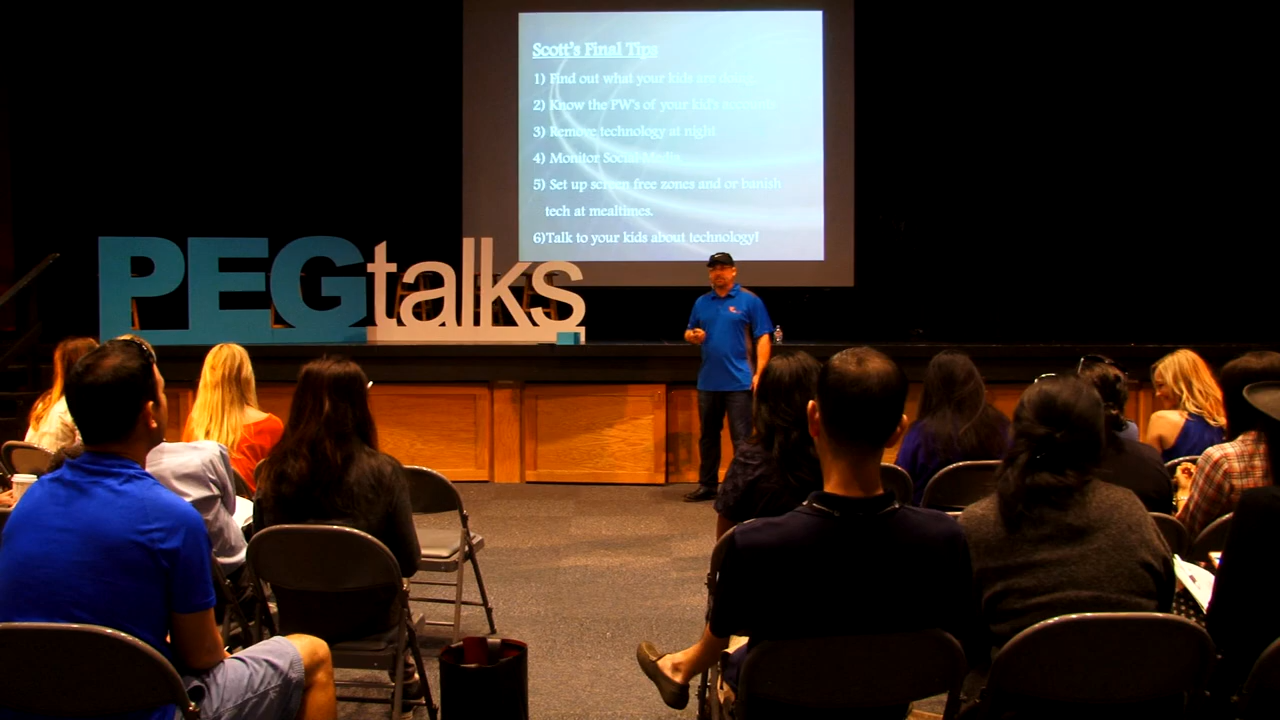 Scott's Final Tips
1) Find out what your kids are doing.
2) Know the PW's of your kid's accounts
3) Remove technology at night
4) Monitor Social Media
5) Set up screen free zones and or banish
tech at mealtimes.
6)Talk to your kids about technology!
PEGtalks